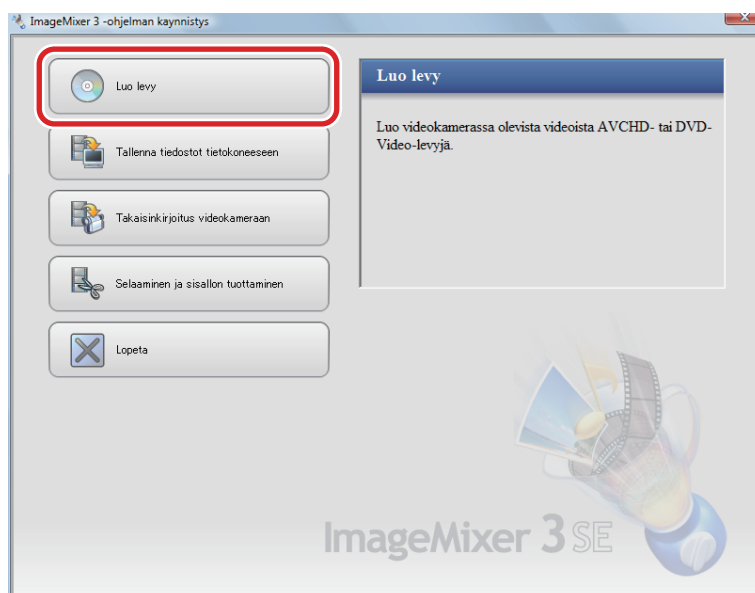 ImageMixer 3 -ohjelman kaynnistys
Luo levy
Tallenna tiedostot tietokoneeseen
Takaisinkirjoitus videokameraan
Selaaminen ja sisallon tuottaminen
Lopeta
Luo levy
Luo videokamerassa olevista videoista AVCHD- tai DVD-
Video-levyjä.
ImageMixer 3 SE